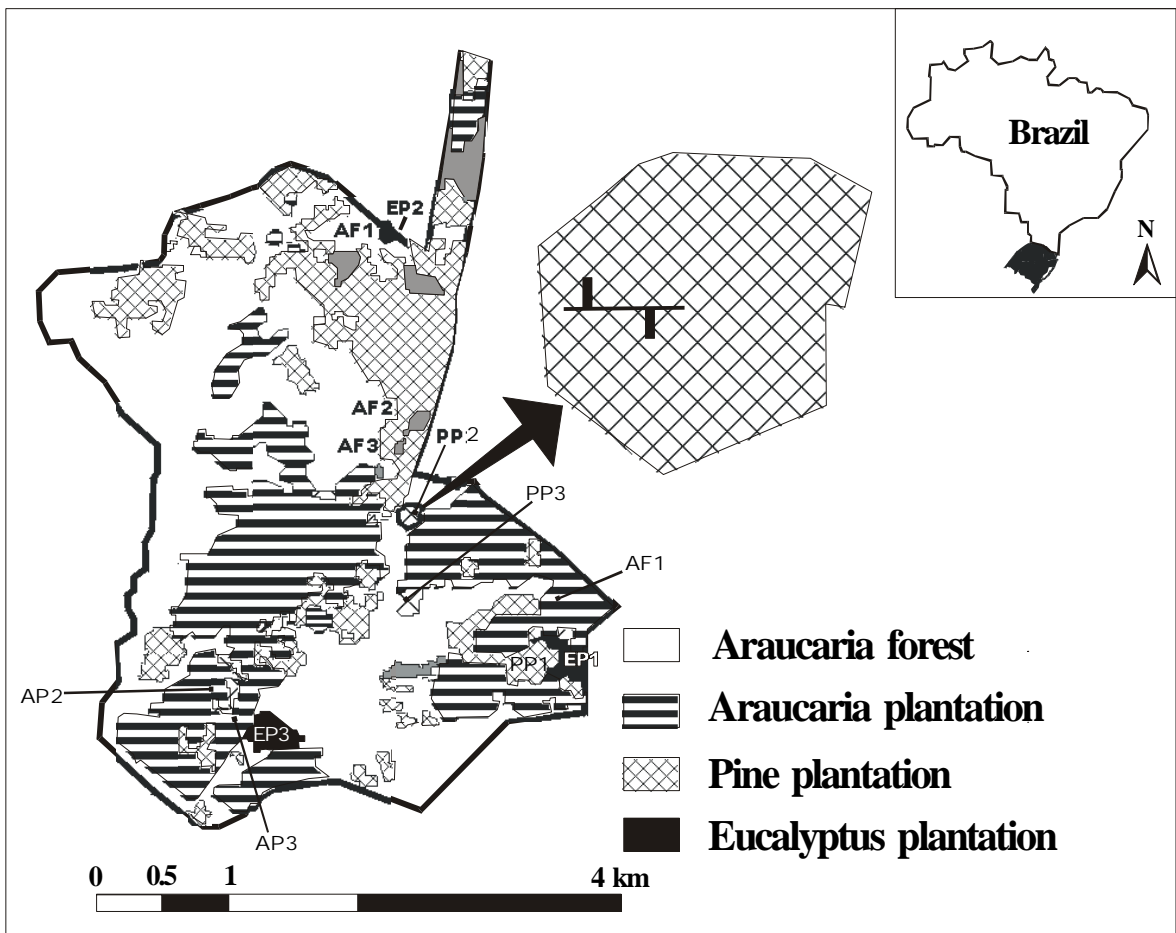 Brazil
N
EP2
AF1
AF2
AF3
PP:2
PP3
AF1
PP1
EP1
AP2
EP3
AP3
Araucaria forest
Araucaria plantation
Pine plantation
Eucalyptus plantation
0 0.5 1 4 km